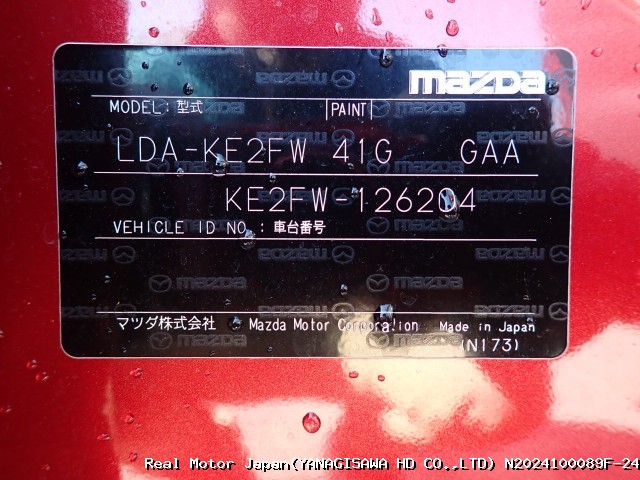 mazda
MODEL:型式 PAINT
LDA-KE2FW 41G GAA
KE2FW-126204
VEHICLE ID NO.:車台番号
マツダ株式会社 Mazda Motor Corporation Made in Japan
(N173)
Real Motor Japan(YANAGISAWA HD CO.,LTD) N2024100089F-24